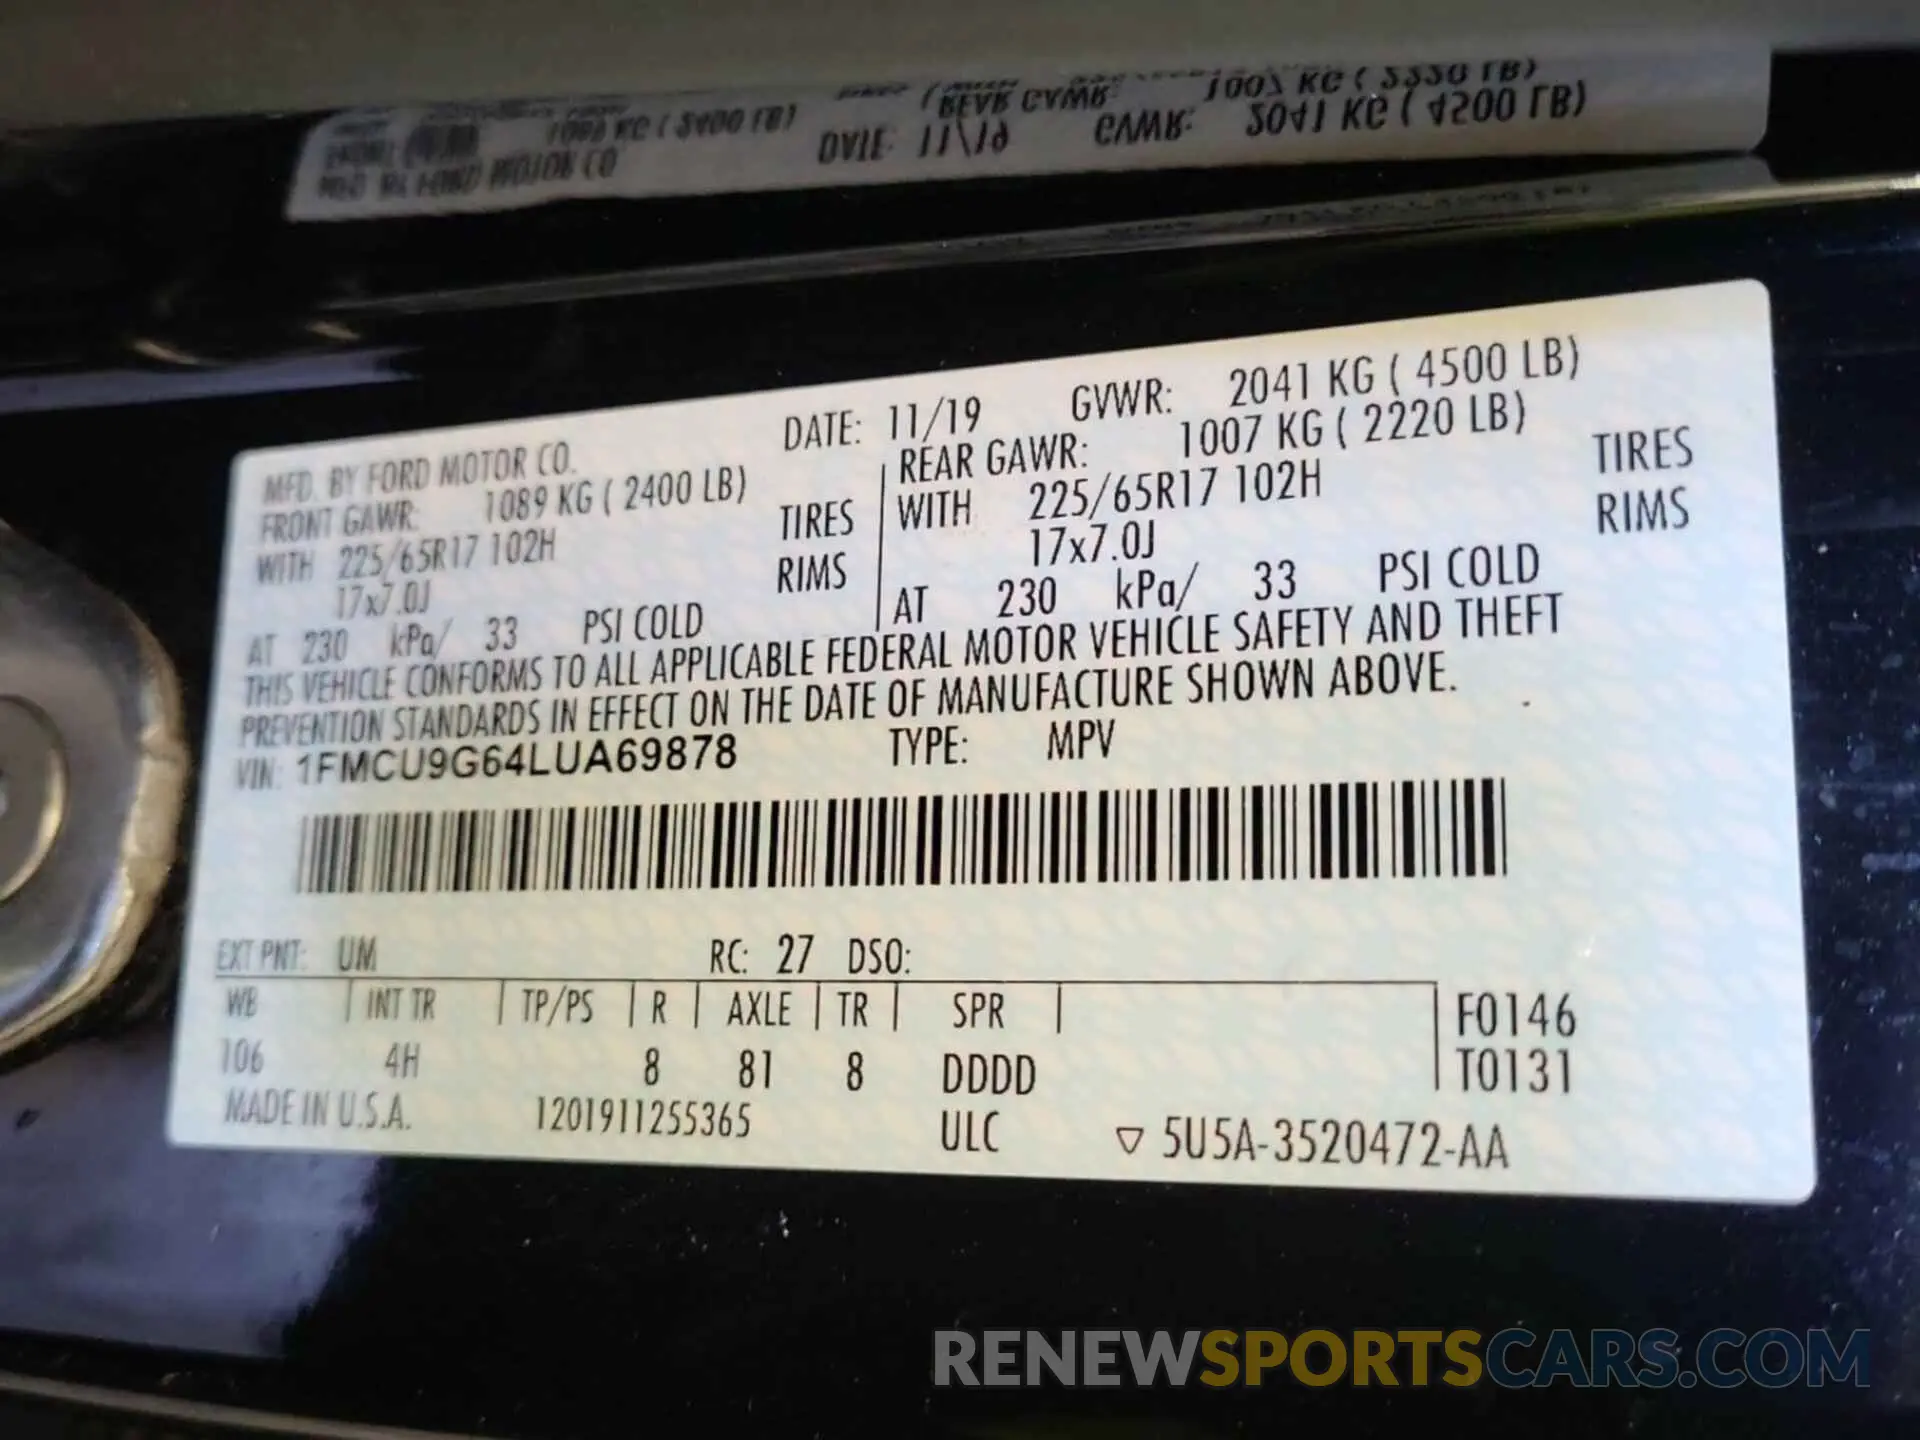 MFD. BY FORD MOTOR CO. DATE: 11/19 GVWR: 2041 KG ( 4500 LB)
FRONT GAWR: 1089 KG ( 2400 LB) REAR GAWR: 1007 KG ( 2220 LB)
WITH 225/65R17 102H TIRES WITH 225/65R17 102H TIRES
17x7.0J RIMS 17x7.0J RIMS
AT 230 kPa/ 33 PSI COLD AT 230 kPa/ 33 PSI COLD
THIS VEHICLE CONFORMS TO ALL APPLICABLE FEDERAL MOTOR VEHICLE SAFETY AND THEFT
PREVENTION STANDARDS IN EFFECT ON THE DATE OF MANUFACTURE SHOWN ABOVE.
VIN: 1FMCU9G64LUA69878 TYPE: MPV
EXT PNT: UM RC: 27 DSO:
WB INT TR TP/PS R AXLE TR SPR F0146
106 4H 8 81 8 DDDD T0131
MADE IN U.S.A. 1201911255365 ULC ▽ 5U5A-3520472-AA
RENEWSPORTSCARS.COM